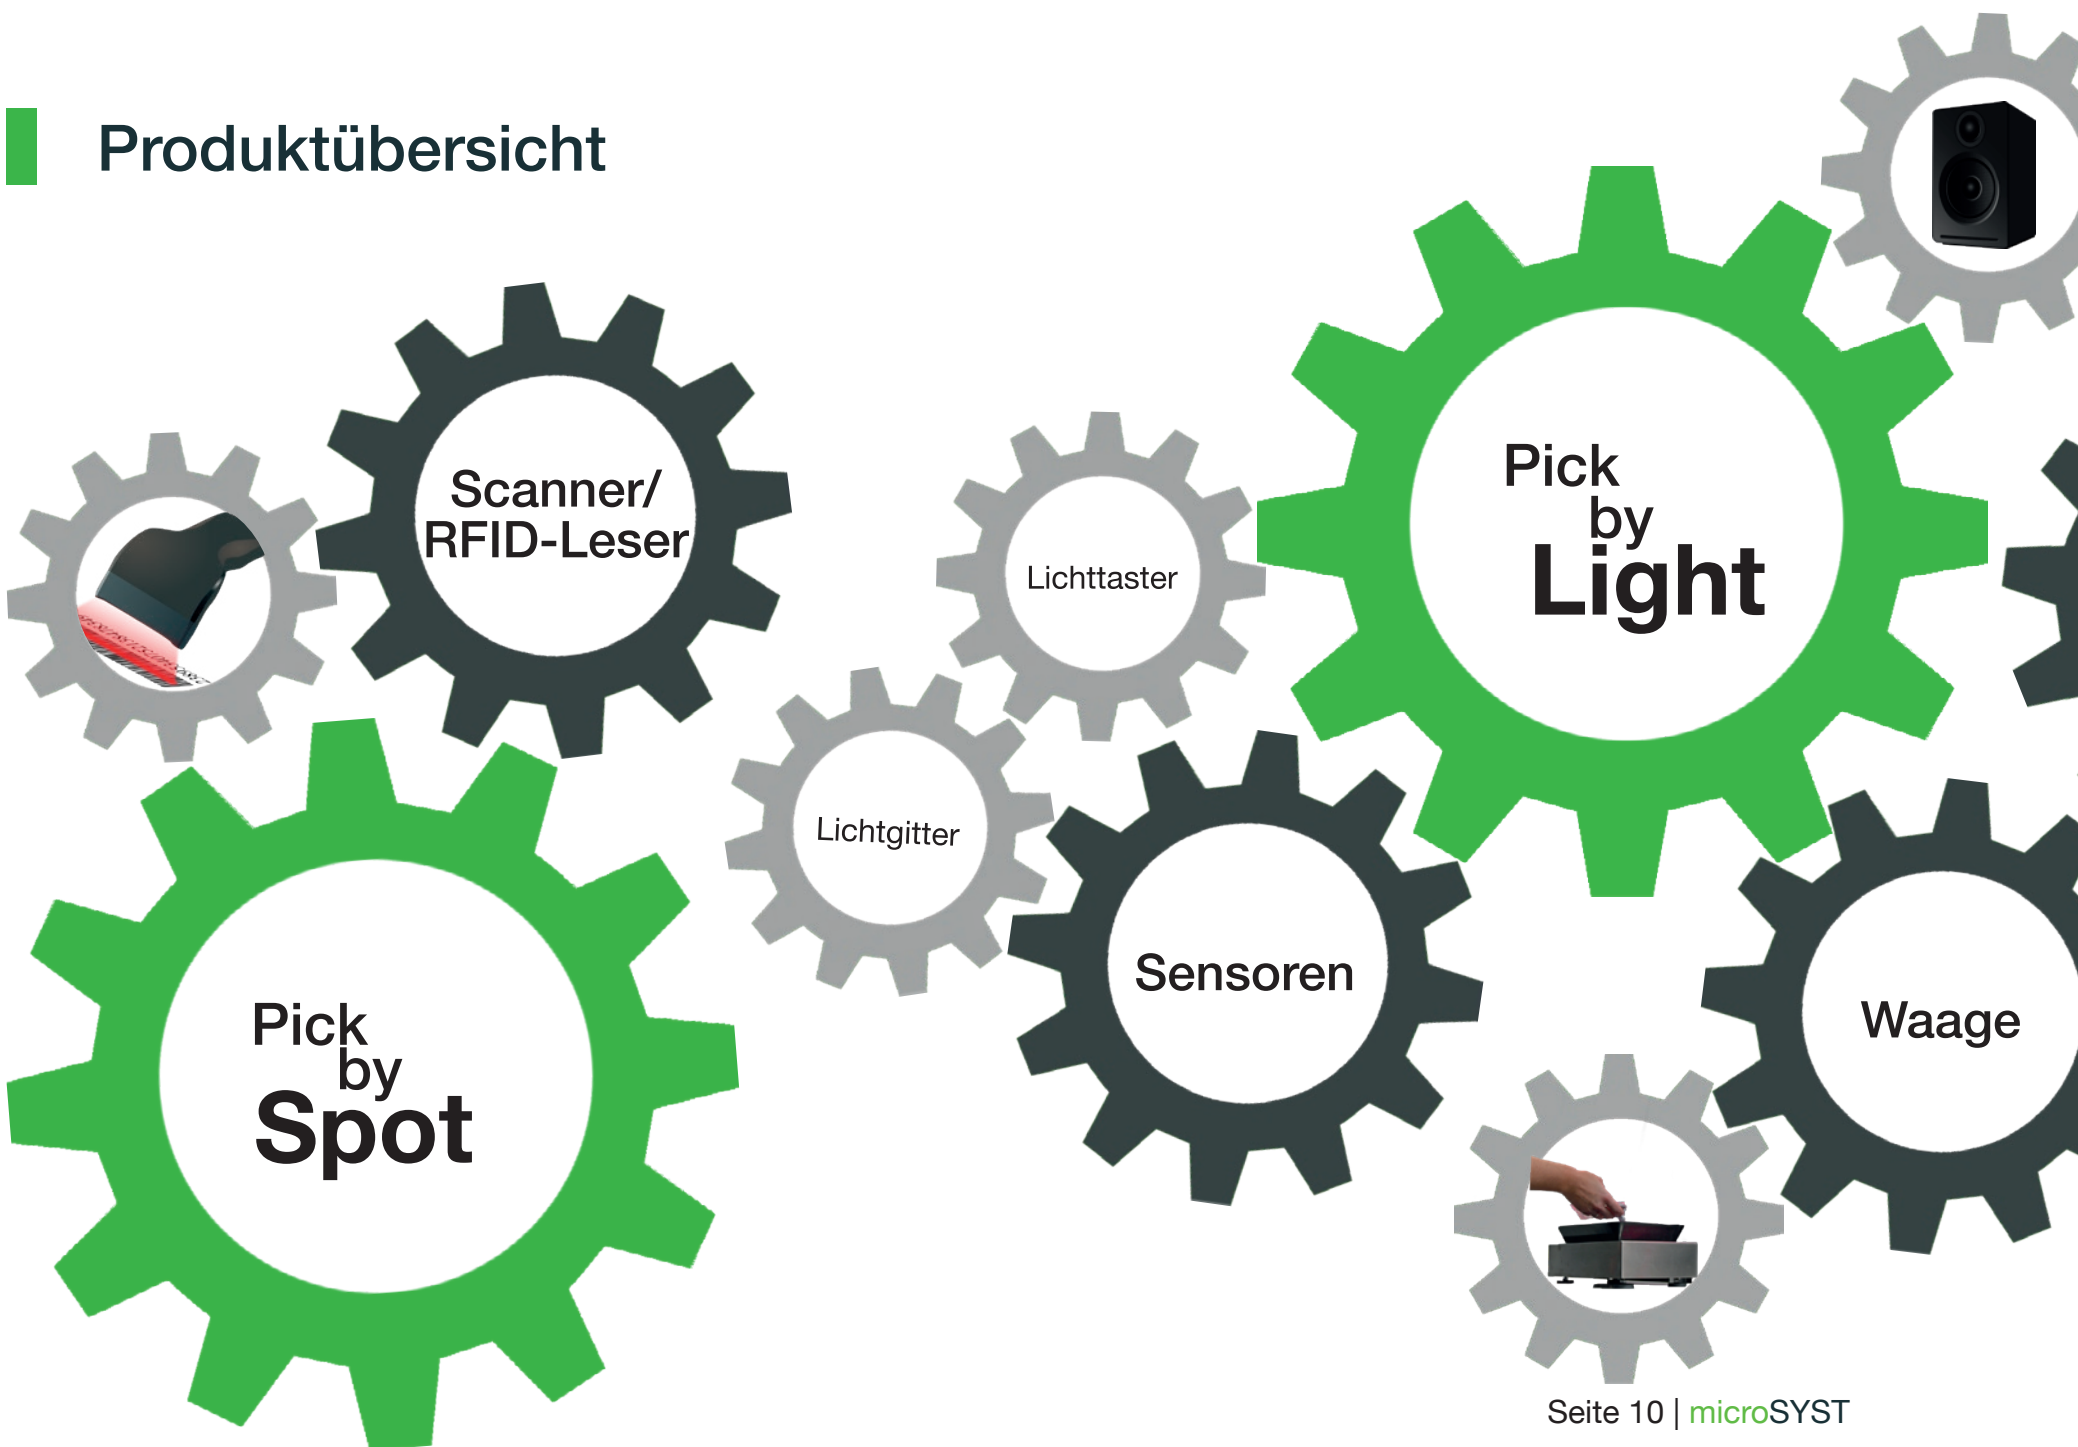 Produktübersicht
Scanner/
RFID-Leser
Lichttaster
Pick
by
Light
Lichtgitter
Sensoren
Pick
by
Spot
Waage
Seite 10 | microSYST